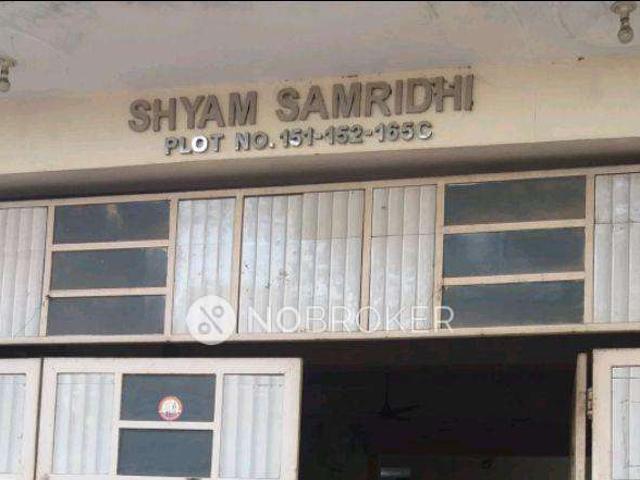 SHYAM SAMRIDHI
PLOT NO. 151-152-165C
NOBROKER